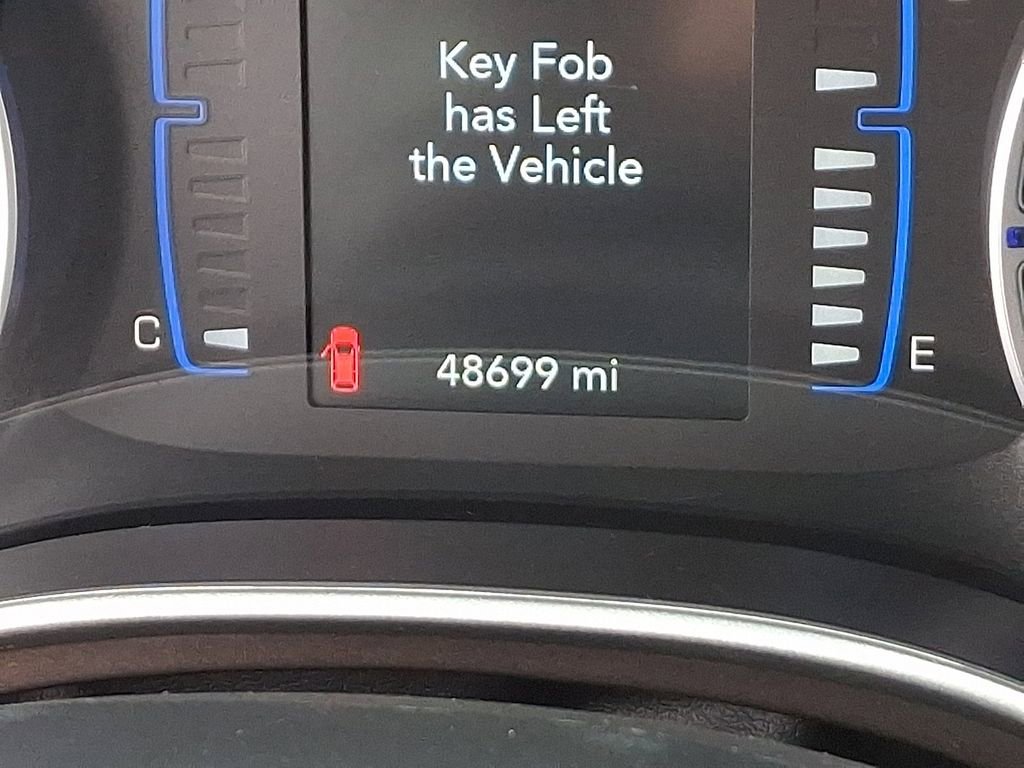 Key Fob
has Left
the Vehicle
C
E
48699 mi